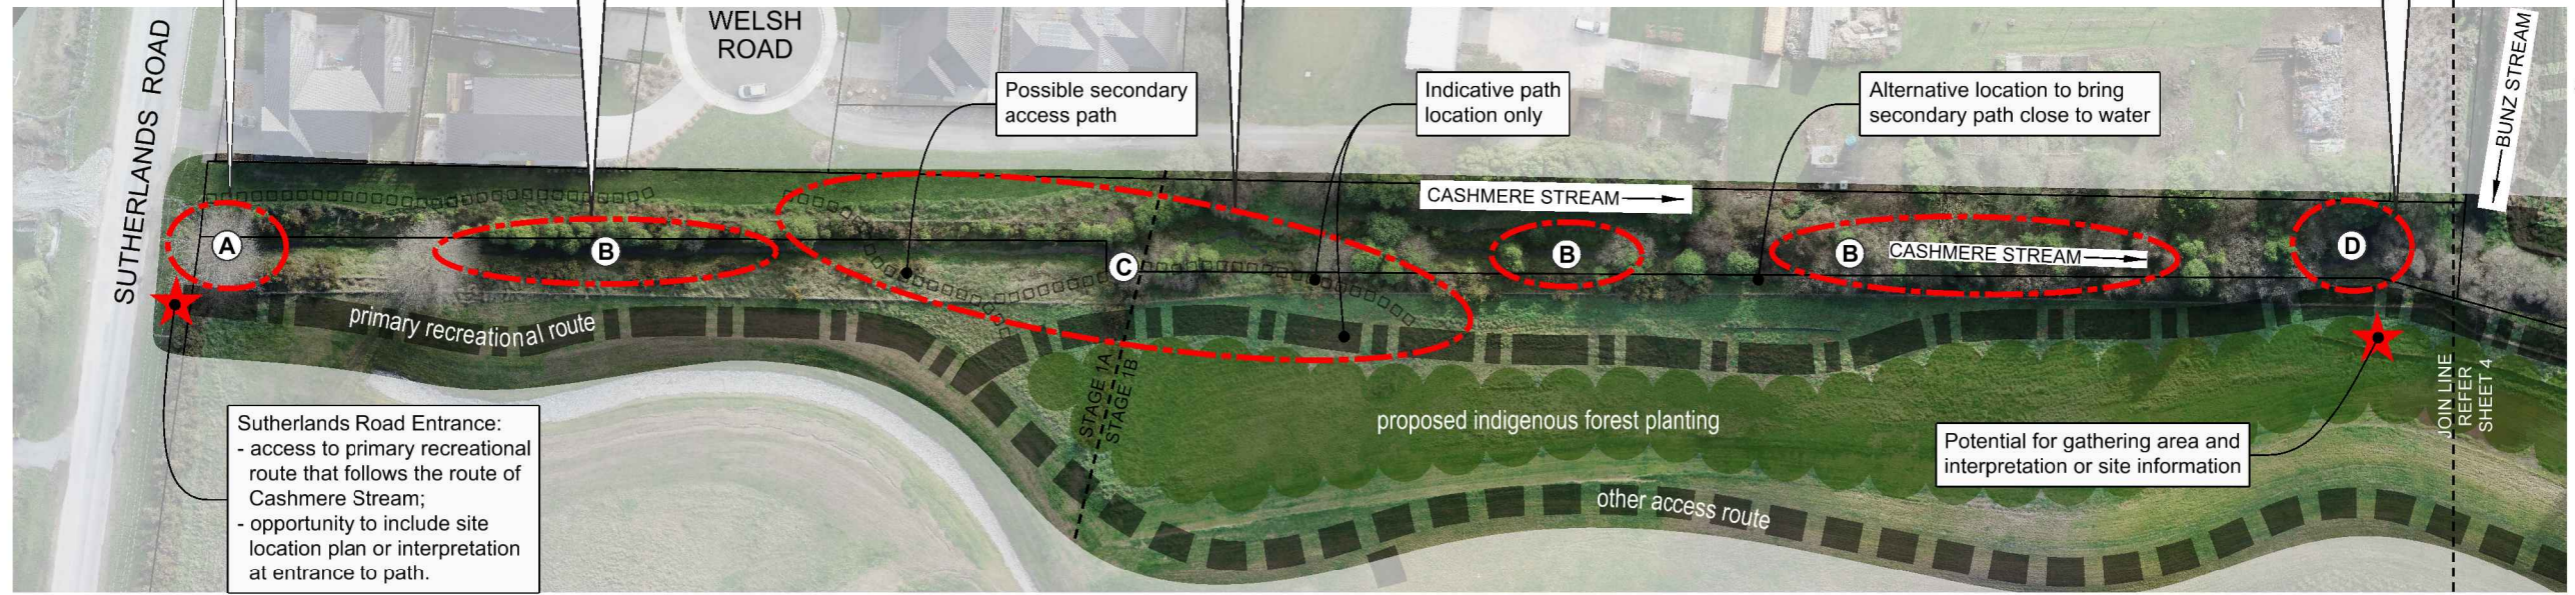 SUTHERLANDS ROAD
WELSH
ROAD
Possible secondary
access path
Indicative path
location only
Alternative location to bring
secondary path close to water
BUNZ STREAM
CASHMERE STREAM
A
B
C
B
B
CASHMERE STREAM
D
primary recreational route
STAGE 1A
STAGE 1B
proposed indigenous forest planting
other access route
Sutherlands Road Entrance:
- access to primary recreational
route that follows the route of
Cashmere Stream;
- opportunity to include site
location plan or interpretation
at entrance to path.
Potential for gathering area and
interpretation or site information
JOIN LINE
REFER
SHEET 4